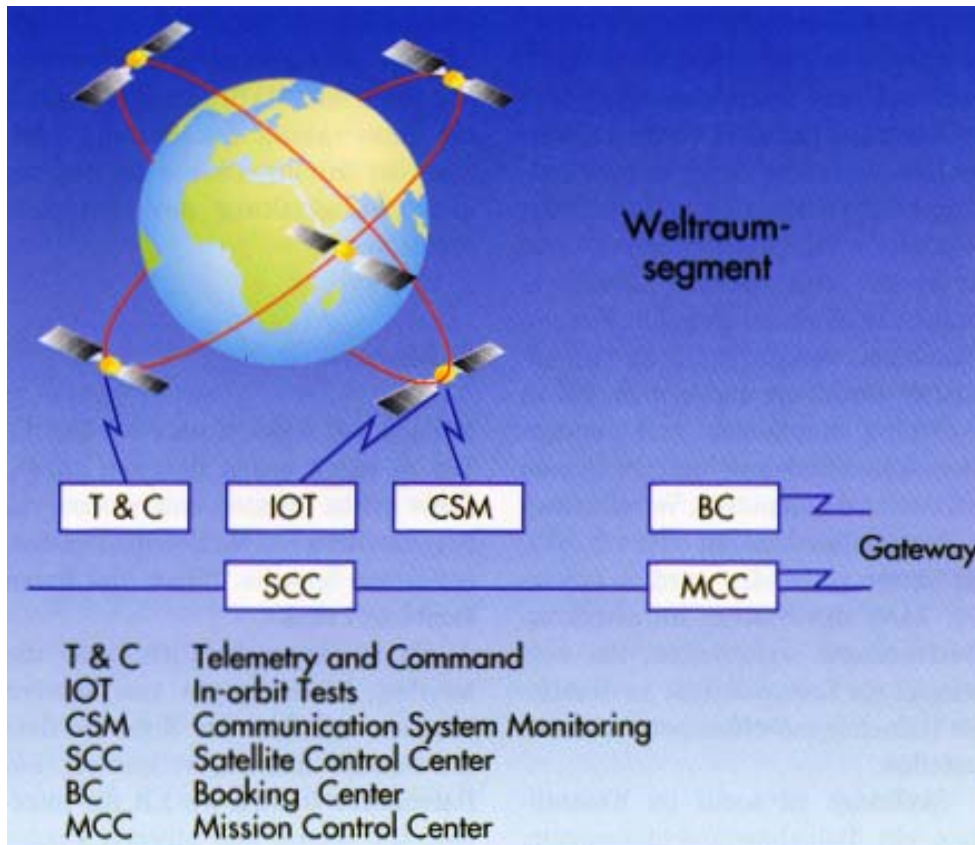 Weltraum-
segment
T & C
IOT
CSM
BC
Gateway
SCC
MCC
T & C Telemetry and Command
IOT In-orbit Tests
CSM Communication System Monitoring
SCC Satellite Control Center
BC Booking Center
MCC Mission Control Center